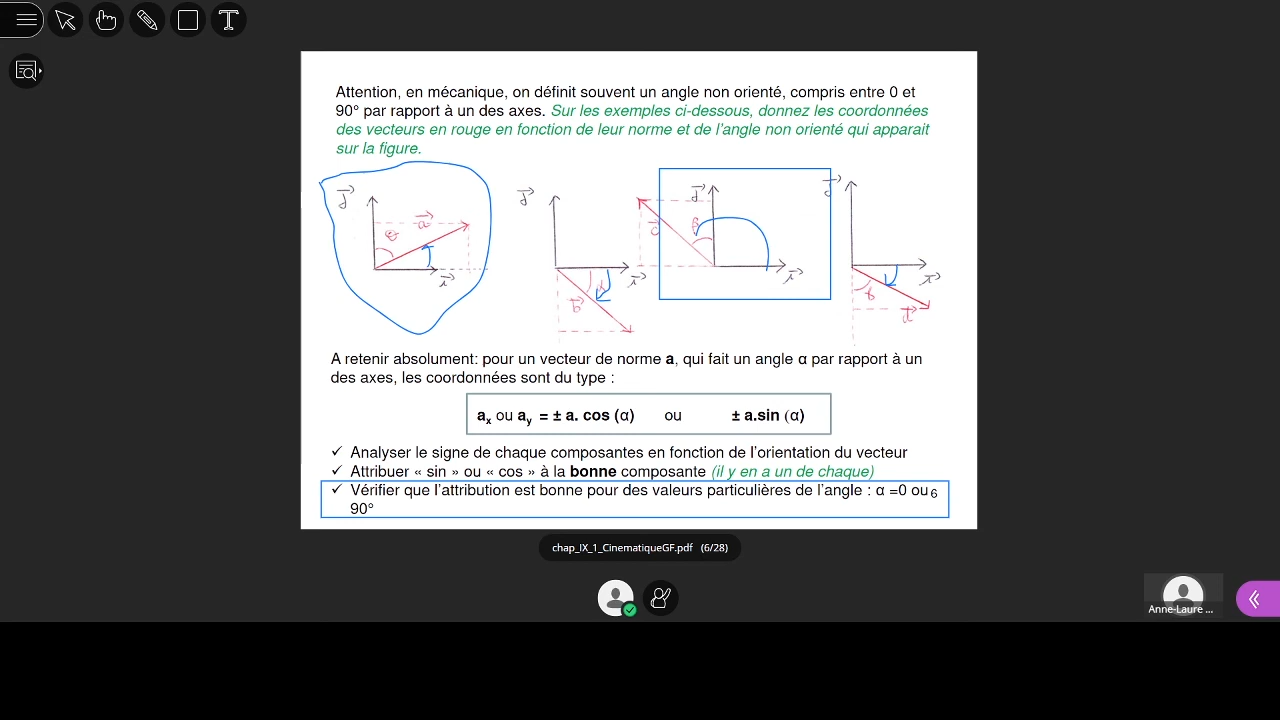 T
Attention, en mécanique, on définit souvent un angle non orienté, compris entre 0 et
90° par rapport à un des axes. Sur les exemples ci-dessous, donnez les coordonnées
des vecteurs en rouge en fonction de leur norme et de l'angle non orienté qui apparait
sur la figure.
A retenir absolument: pour un vecteur de norme a, qui fait un angle α par rapport à un
des axes, les coordonnées sont du type :
ax ou ay = ± a. cos (α) ou ± a.sin (α)
✓ Analyser le signe de chaque composantes en fonction de l'orientation du vecteur
✓ Attribuer « sin » ou « cos » à la bonne composante (il y en a un de chaque)
✓ Vérifier que l'attribution est bonne pour des valeurs particulières de l'angle : α =0 ou 6
90°
chap_IX_1_CinematiqueGF.pdf (6/28)
Anne-Laure ...